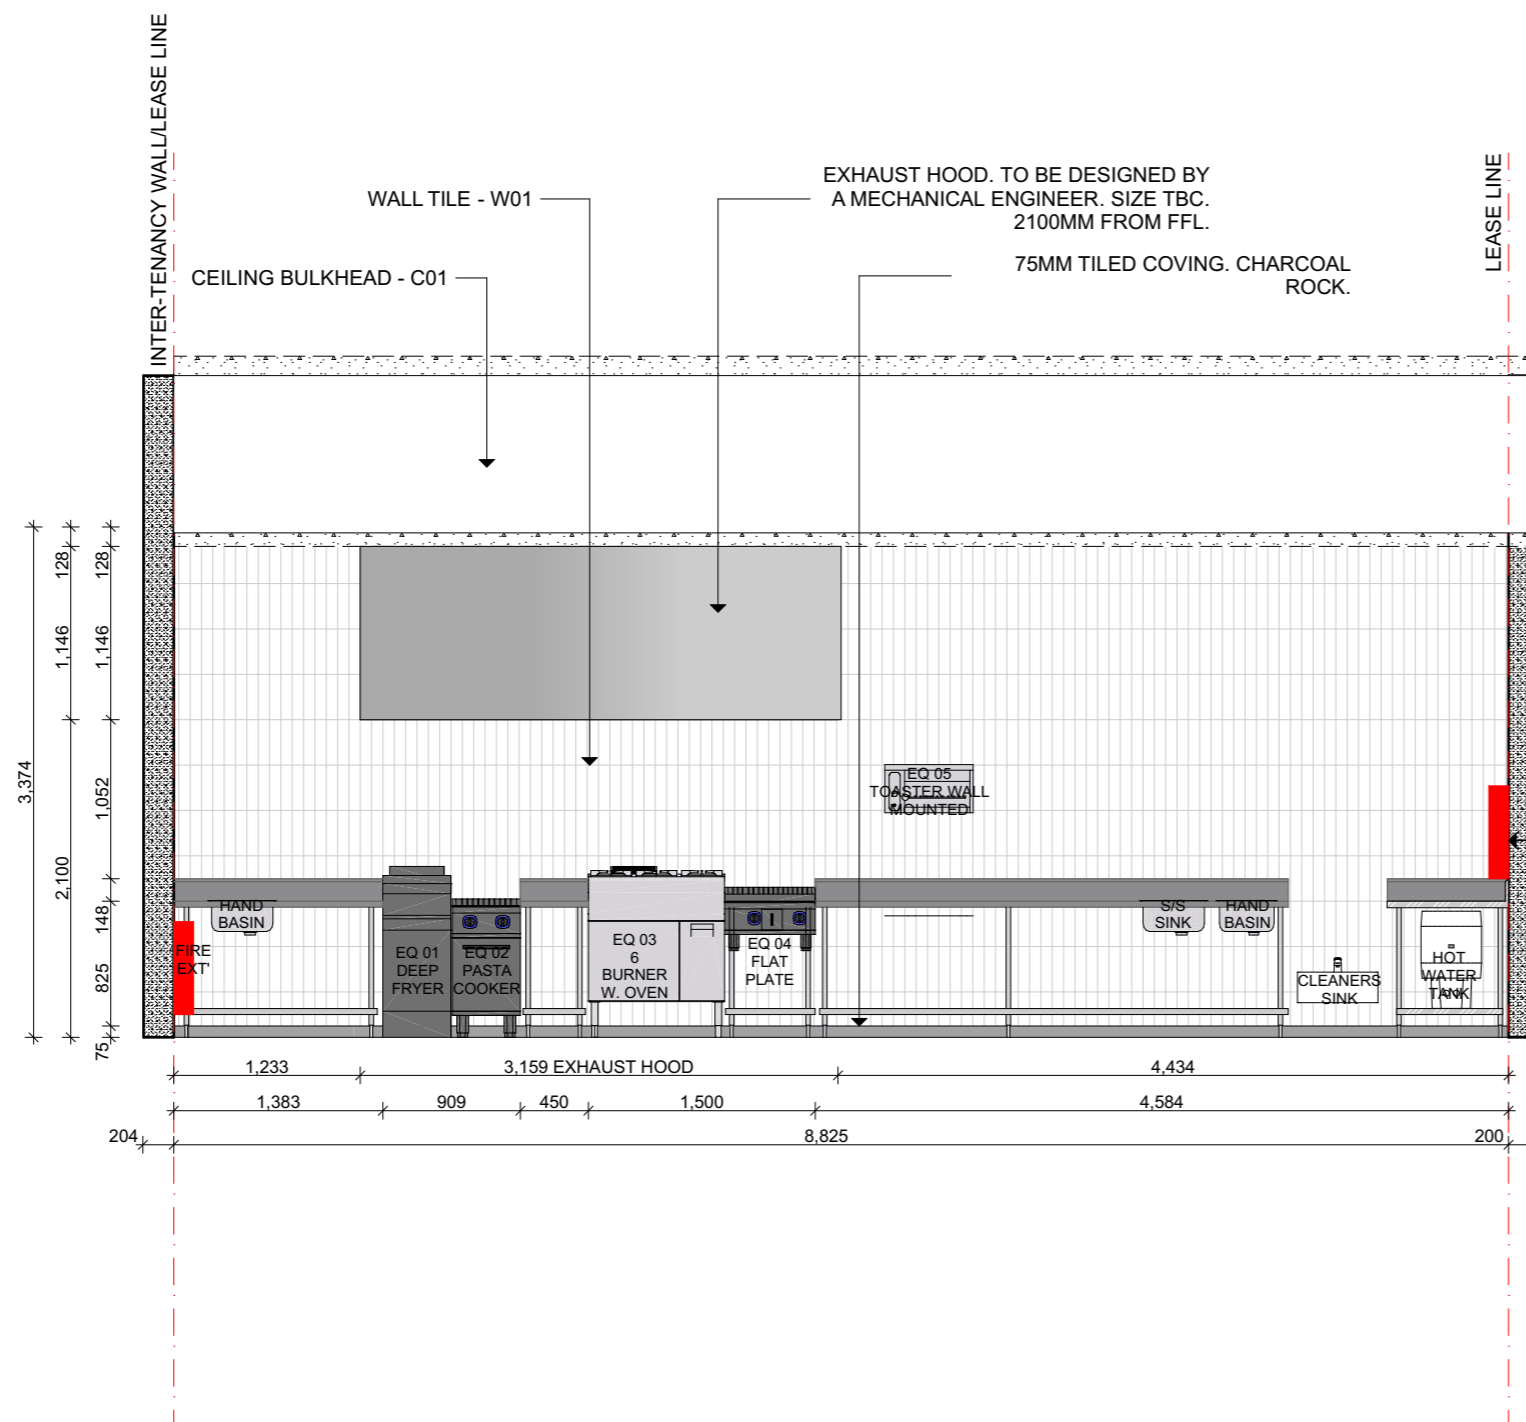 INTER-TENANCY WALL/LEASE LINE
LEASE LINE
WALL TILE - W01
EXHAUST HOOD. TO BE DESIGNED BY
A MECHANICAL ENGINEER. SIZE TBC.
2100MM FROM FFL.
CEILING BULKHEAD - C01
75MM TILED COVING. CHARCOAL
ROCK.
3,374
128
1,146
2,100
128
1,146
1,052
148
825
75
EQ 05
TOASTER WALL
MOUNTED
HAND
BASIN
FIRE
EXT'
EQ 01
DEEP
FRYER
EQ 02
PASTA
COOKER
EQ 03
6
BURNER
W. OVEN
EQ 04
FLAT
PLATE
S/S
SINK
HAND
BASIN
CLEANERS
SINK
HOT
WATER
TANK
1,233
3,159 EXHAUST HOOD
4,434
1,383
909
450
1,500
4,584
204
8,825
200